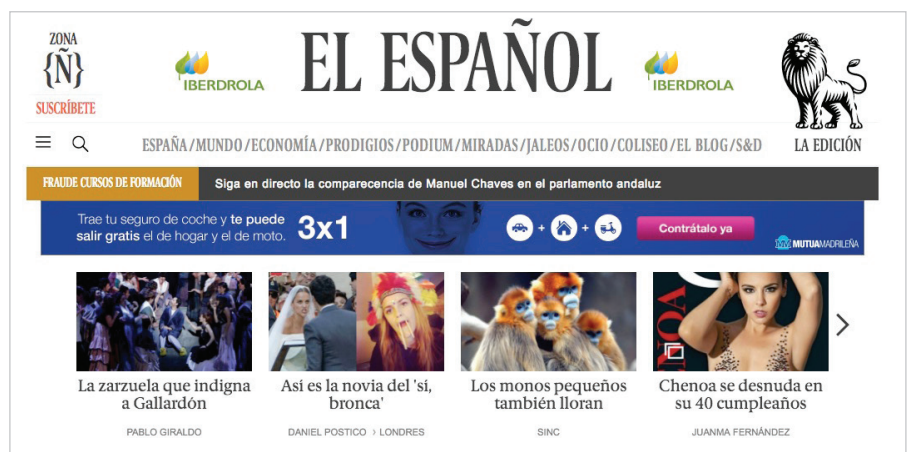 ZONA
{Ñ}
SUSCRÍBETE
IBERDROLA
EL ESPAÑOL
IBERDROLA
LA EDICIÓN
ESPAÑA/MUNDO/ECONOMÍA/PRODIGIOS/PODIUM/MIRADAS/JALEOS/OCIO/COLISEO/EL BLOG/S&D
FRAUDE CURSOS DE FORMACIÓN
Siga en directo la comparecencia de Manuel Chaves en el parlamento andaluz
Trae tu seguro de coche y te puede
salir gratis el de hogar y el de moto.
3x1
+ +
Contrátalo ya
MUTUAMADRILEÑA
La zarzuela que indigna
a Gallardón
PABLO GIRALDO
Así es la novia del 'sí,
bronca'
DANIEL POSTICO > LONDRES
Los monos pequeños
también lloran
SINC
NOA
Chenoa se desnuda en
su 40 cumpleaños
JUANMA FERNÁNDEZ